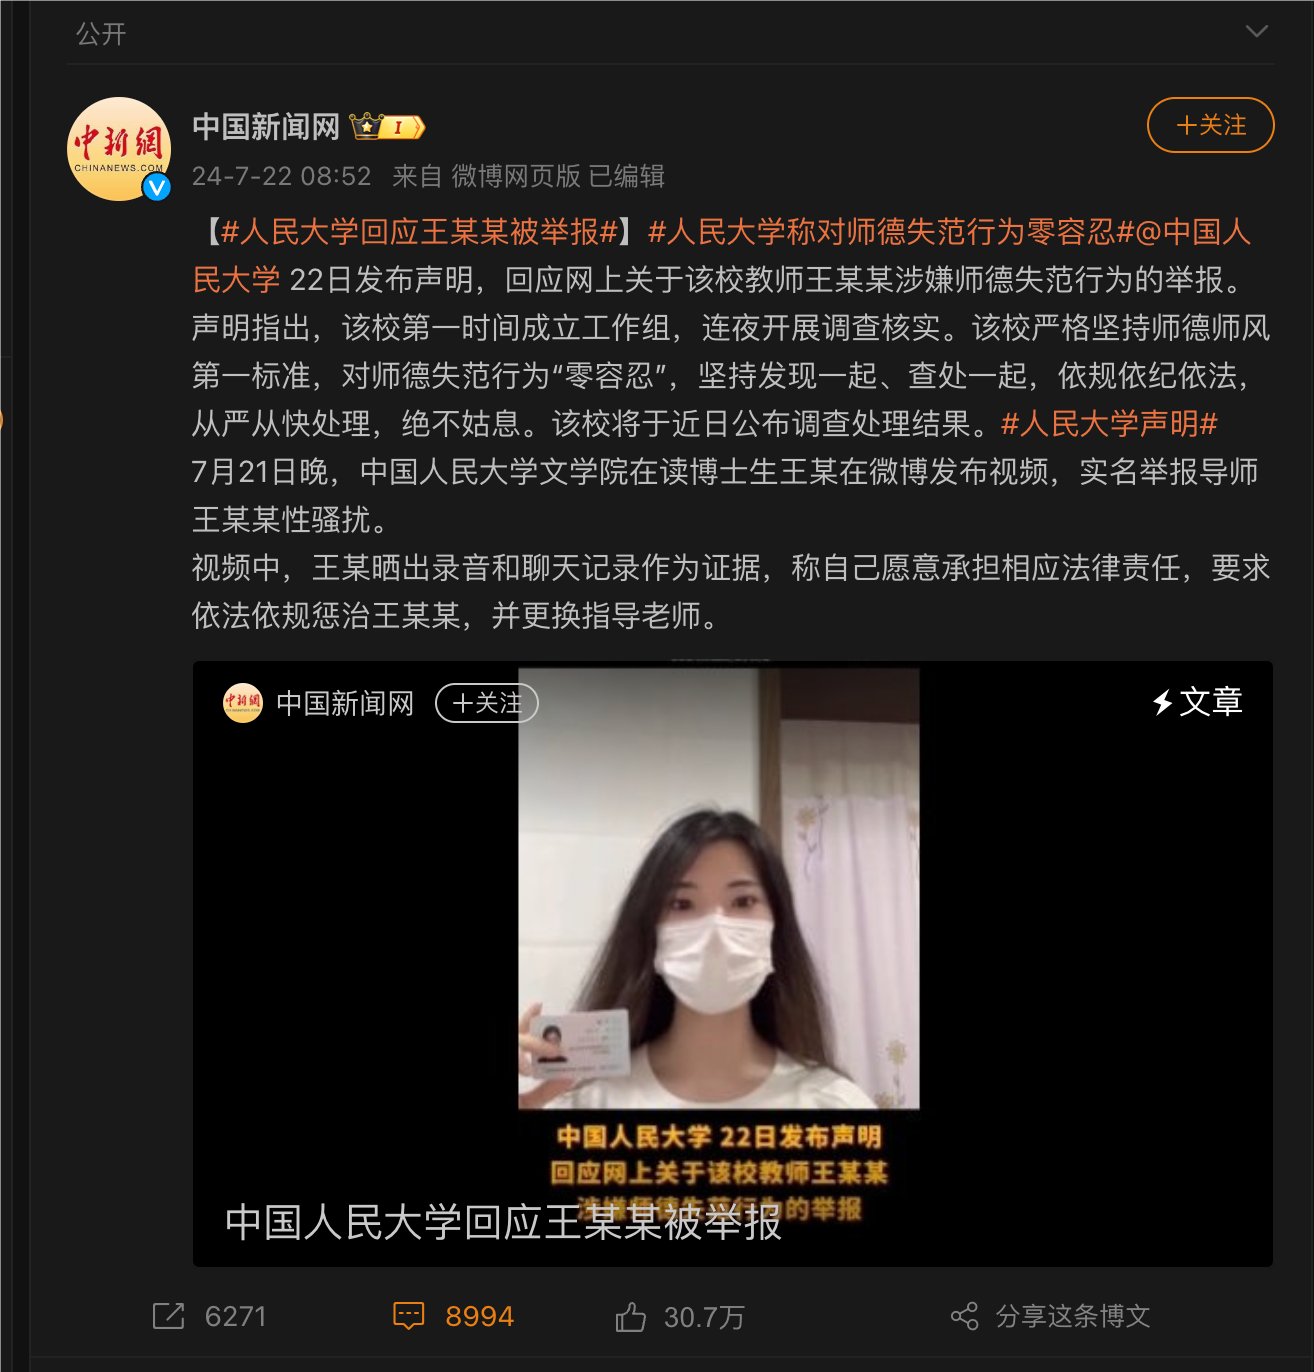 公开
中国新闻网
I
+关注
中新網
CHINANEWS.COM
V
24-7-22 08:52 来自 微博网页版 已编辑
【#人民大学回应王某某被举报#】#人民大学称对师德失范行为零容忍#@中国人
民大学 22日发布声明，回应网上关于该校教师王某某涉嫌师德失范行为的举报。
声明指出，该校第一时间成立工作组，连夜开展调查核实。该校严格坚持师德师风
第一标准，对师德失范行为“零容忍”，坚持发现一起、查处一起，依规依纪依法，
从严从快处理，绝不姑息。该校将于近日公布调查处理结果。#人民大学声明#
7月21日晚，中国人民大学文学院在读博士生王某在微博发布视频，实名举报导师
王某某性骚扰。
视频中，王某晒出录音和聊天记录作为证据，称自己愿意承担相应法律责任，要求
依法依规惩治王某某，并更换指导老师。
中新網
中国新闻网
+关注
文章
中国人民大学 22日发布声明
回应网上关于该校教师王某某
涉嫌师德失范行为的举报
中国人民大学回应王某某被举报
6271
8994
30.7万
分享这条博文